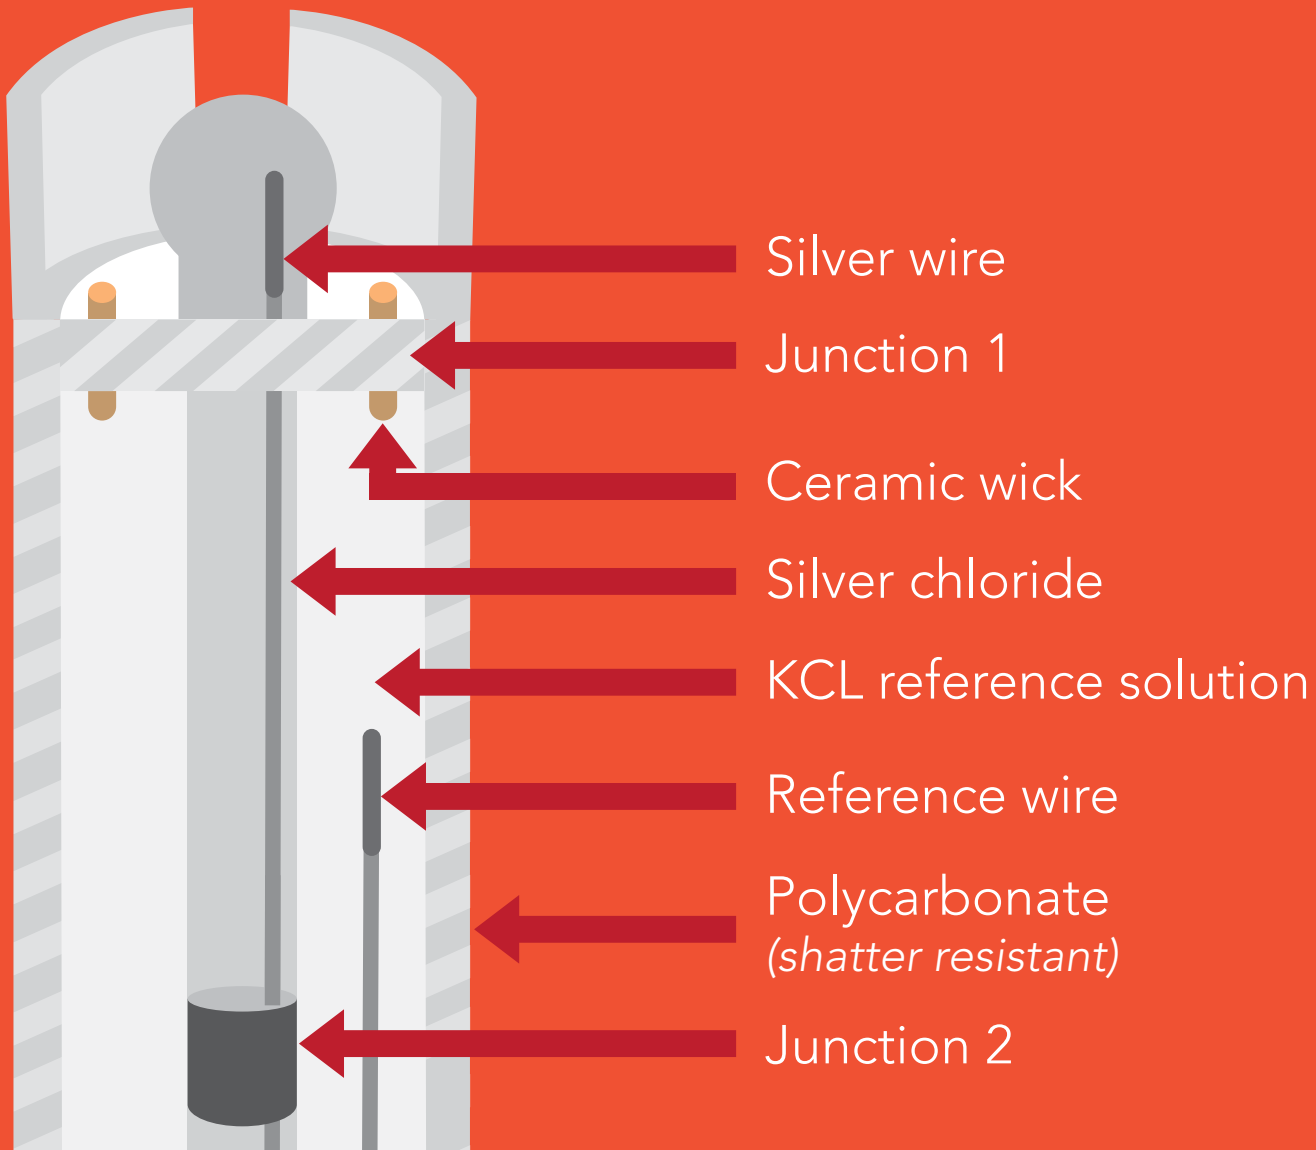 Silver wire
Junction 1
Ceramic wick
Silver chloride
KCL reference solution
Reference wire
Polycarbonate
(shatter resistant)
Junction 2